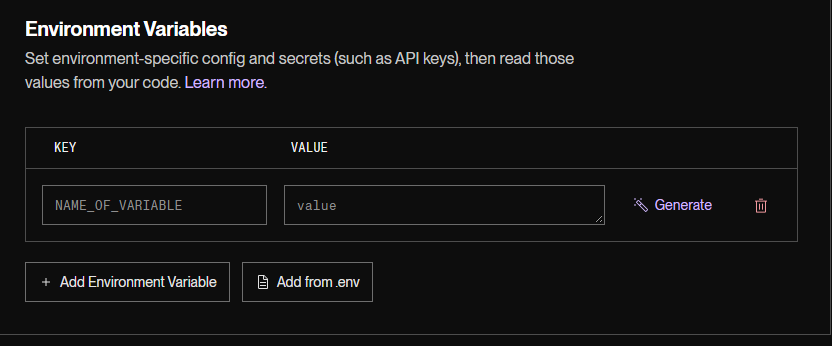 Environment Variables
Set environment-specific config and secrets (such as API keys), then read those
values from your code. Learn more.
KEY VALUE
NAME_OF_VARIABLE value Generate
+ Add Environment Variable Add from .env